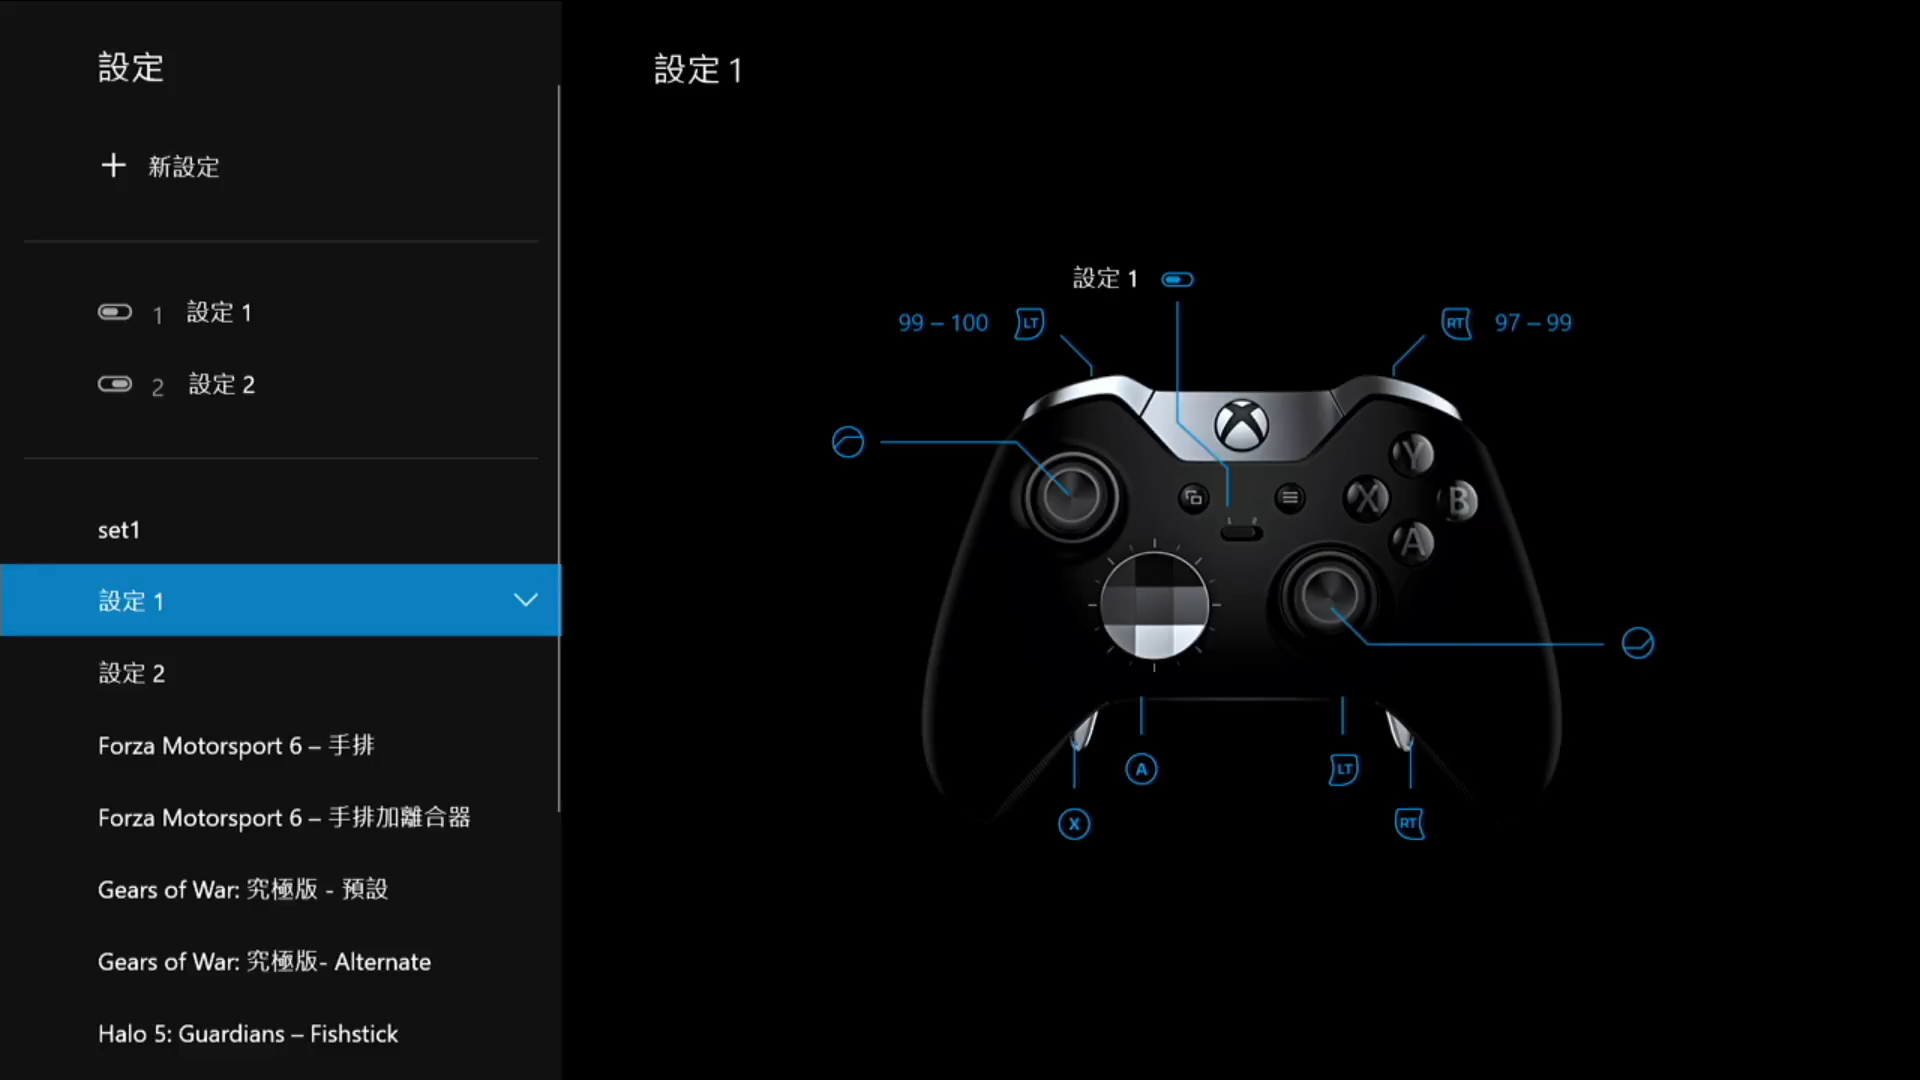 設定
新設定
1 設定 1
2 設定 2
set1
設定 1
設定 2
Forza Motorsport 6 – 手排
Forza Motorsport 6 – 手排加離合器
Gears of War: 究極版 - 預設
Gears of War: 究極版- Alternate
Halo 5: Guardians – Fishstick
設定 1
設定 1
99 – 100 LT
RT 97 – 99
Y
X
B
A
1 2
A
LT
X
RT